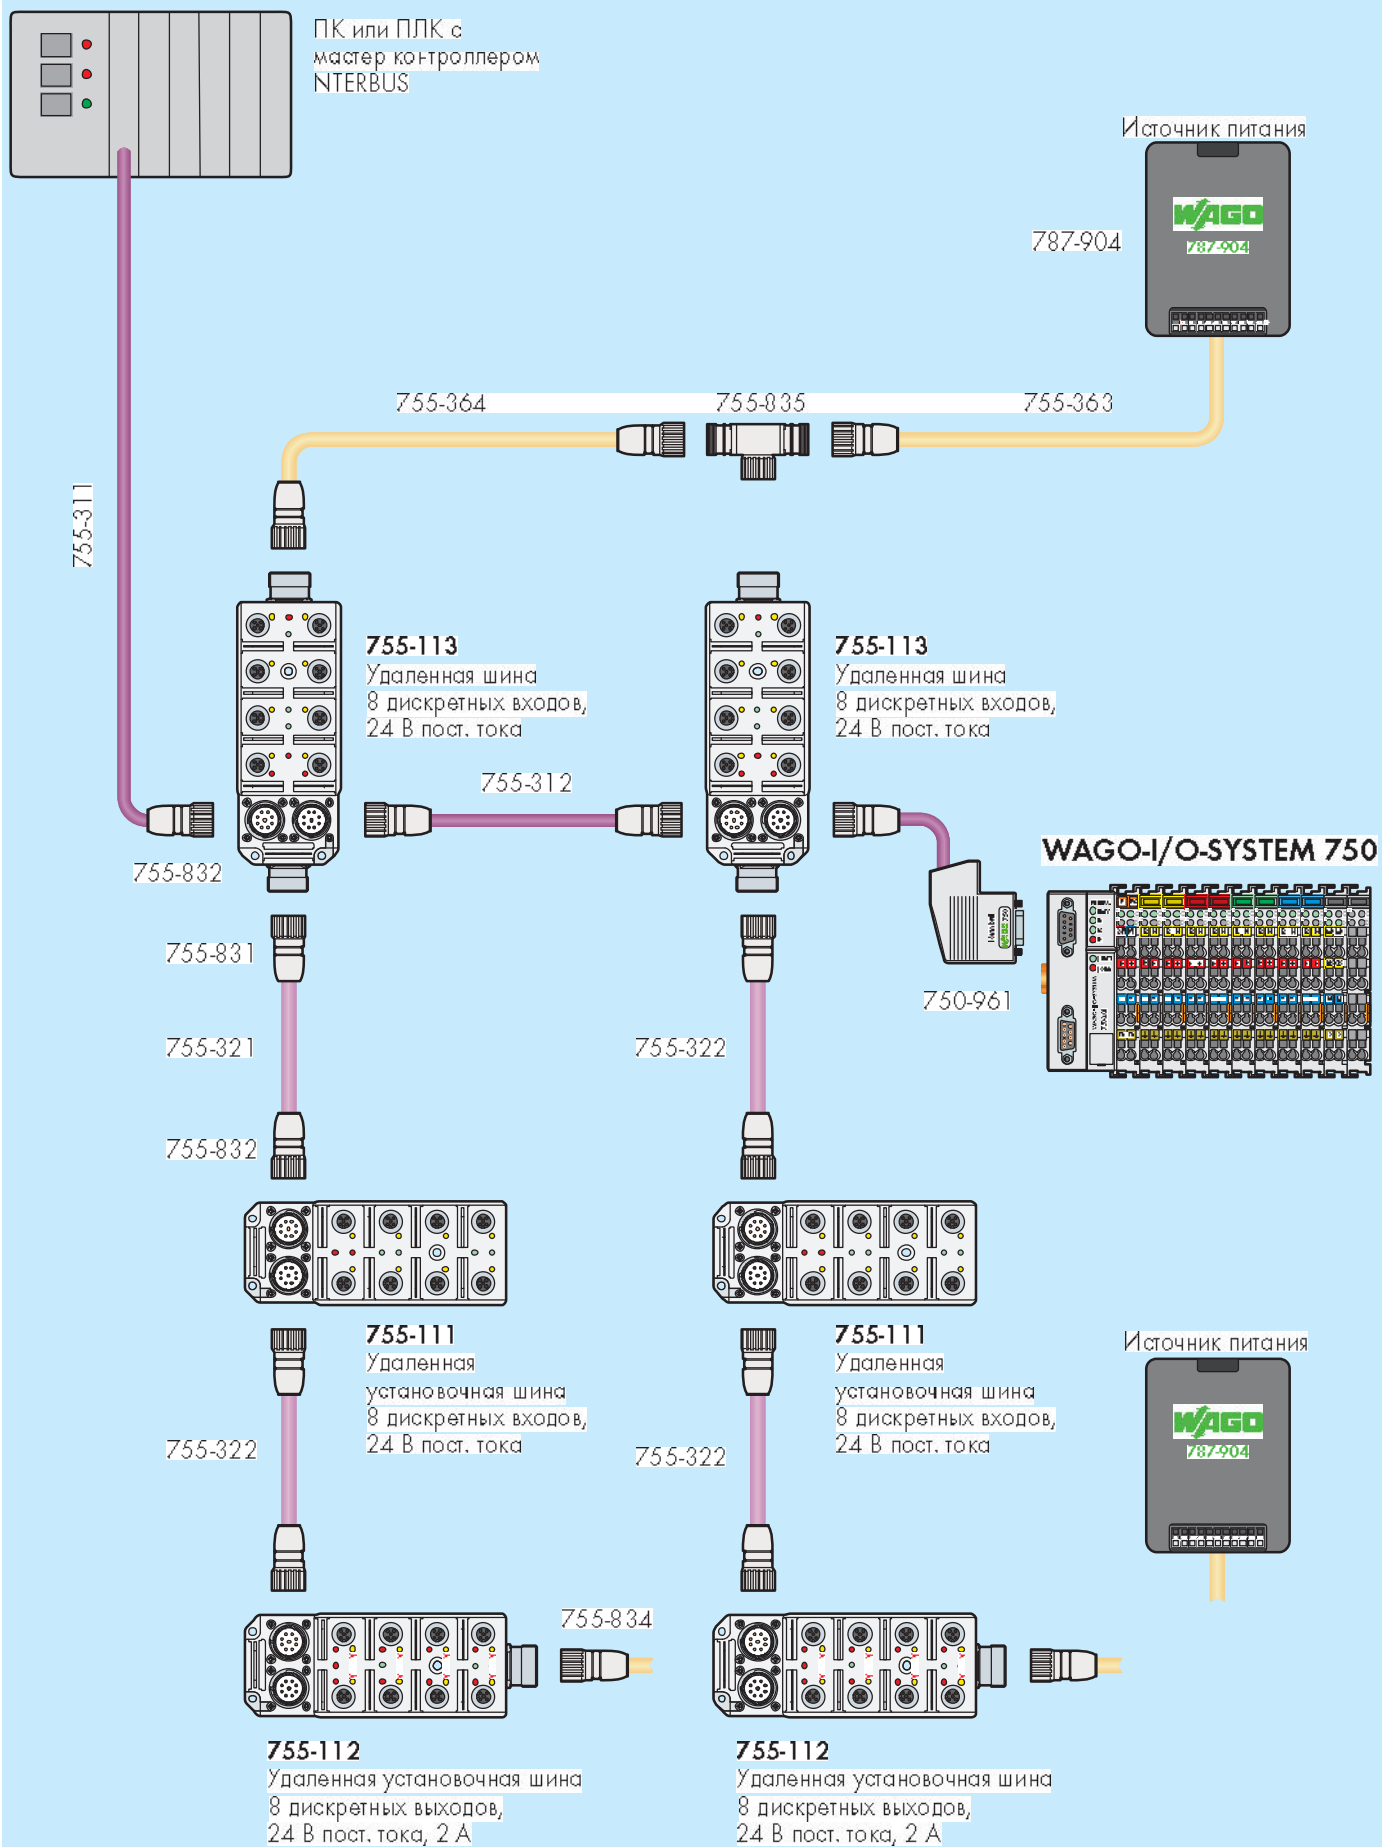 ПК или ПЛК с
мастер контроллером
NTERBUS
Источник питания
WAGO
787-904
787-904
755-364
755-835
755-363
755-311
755-113
Удаленная шина
8 дискретных входов,
24 В пост. тока
755-113
Удаленная шина
8 дискретных входов,
24 В пост. тока
755-312
755-832
WAGO-I/O-SYSTEM 750
755-831
750-961
755-321
755-322
755-832
755-111
Удаленная
установочная шина
8 дискретных входов,
24 В пост. тока
755-111
Удаленная
установочная шина
8 дискретных входов,
24 В пост. тока
Источник питания
WAGO
787-904
755-322
755-322
755-834
755-112
Удаленная установочная шина
8 дискретных выходов,
24 В пост. тока, 2 А
755-112
Удаленная установочная шина
8 дискретных выходов,
24 В пост. тока, 2 А